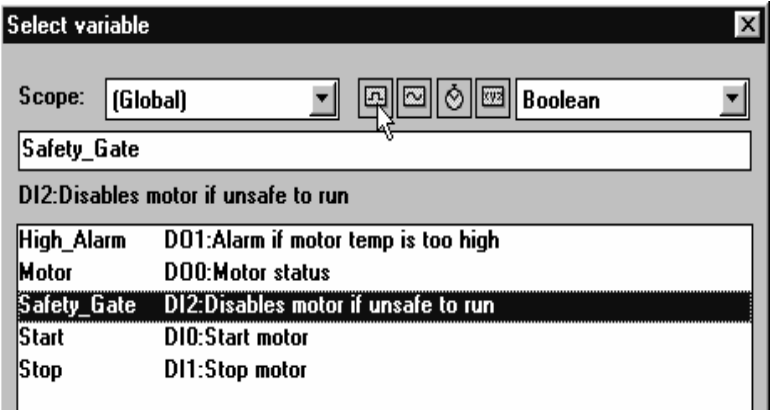 Select variable
Scope: (Global) xyz Boolean
Safety_Gate
DI2:Disables motor if unsafe to run
High_Alarm DO1:Alarm if motor temp is too high
Motor DO0:Motor status
Safety_Gate DI2:Disables motor if unsafe to run
Start DI0:Start motor
Stop DI1:Stop motor